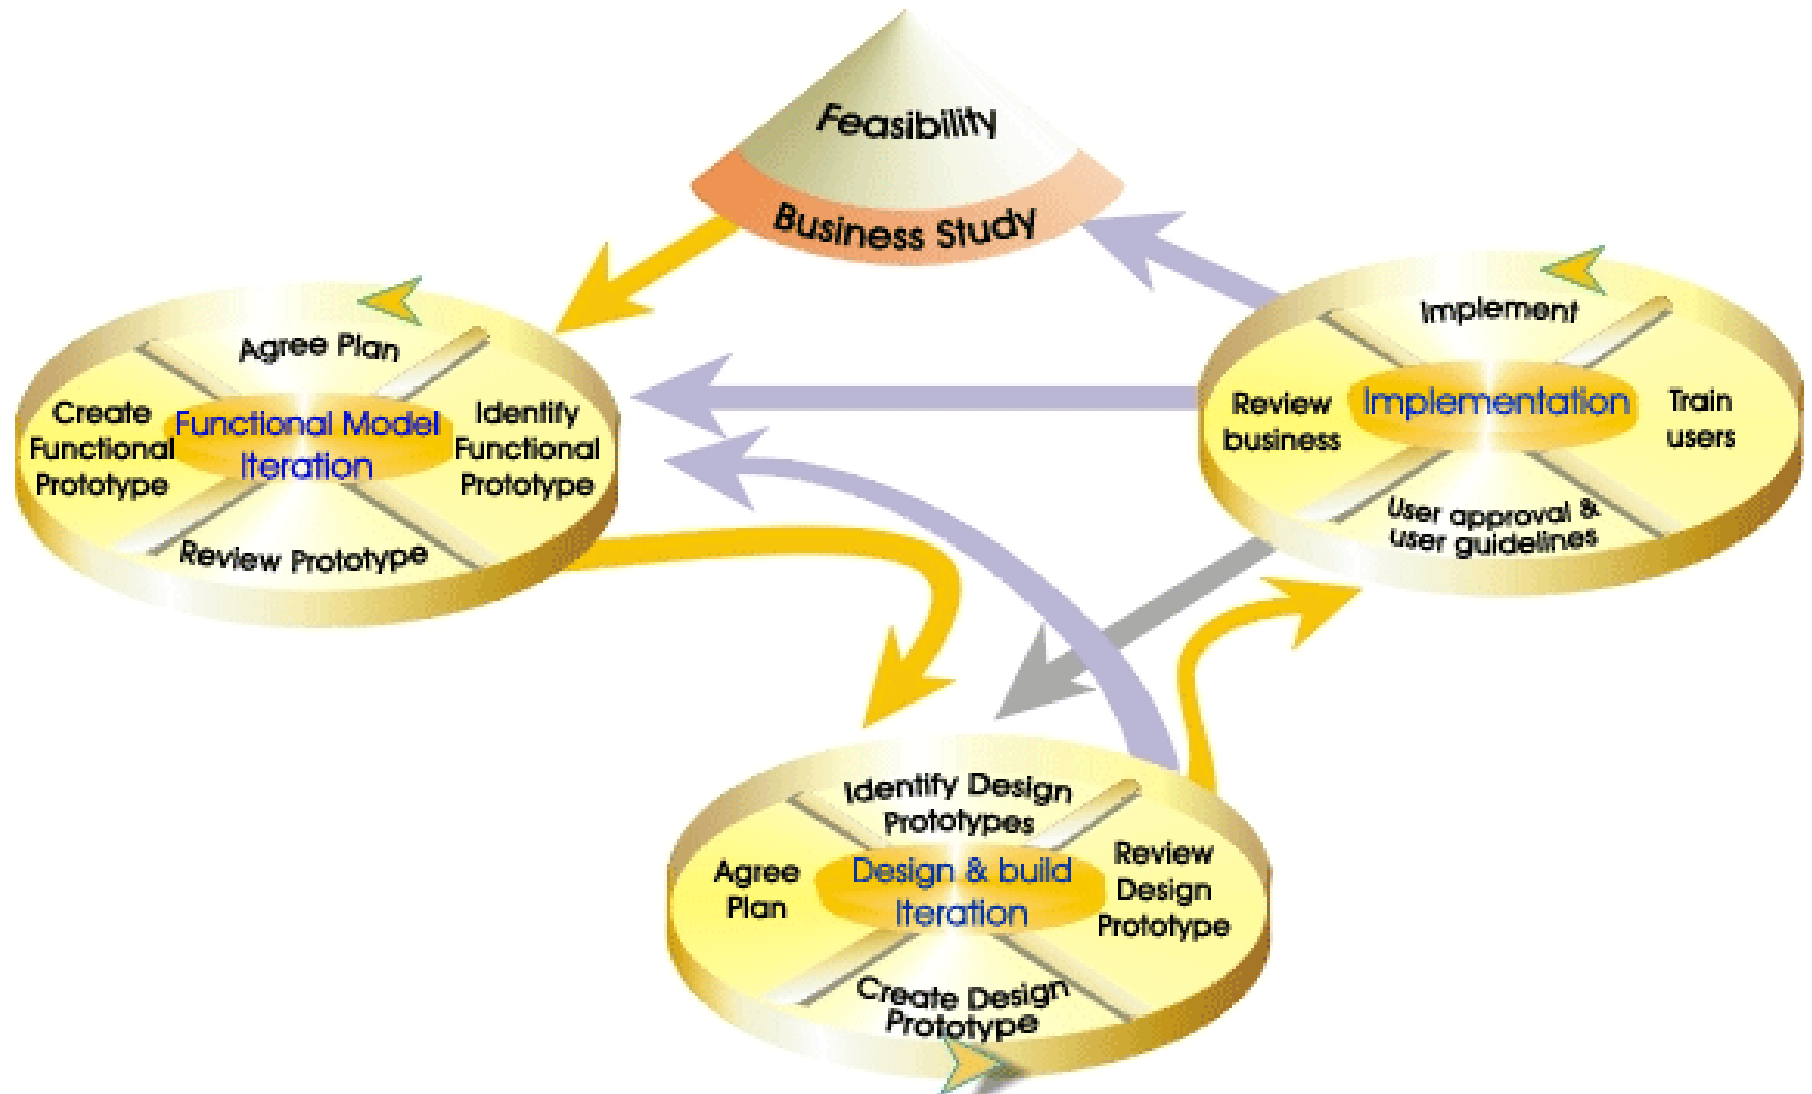 Feasibility
Business Study
Agree Plan
Create
Functional
Prototype
Functional Model
Iteration
Identify
Functional
Prototype
Review Prototype
Implement
Review
business
Implementation
Train
users
User approval &
user guidelines
Identify Design
Prototypes
Agree
Plan
Design & build
Iteration
Review
Design
Prototype
Create Design
Prototype